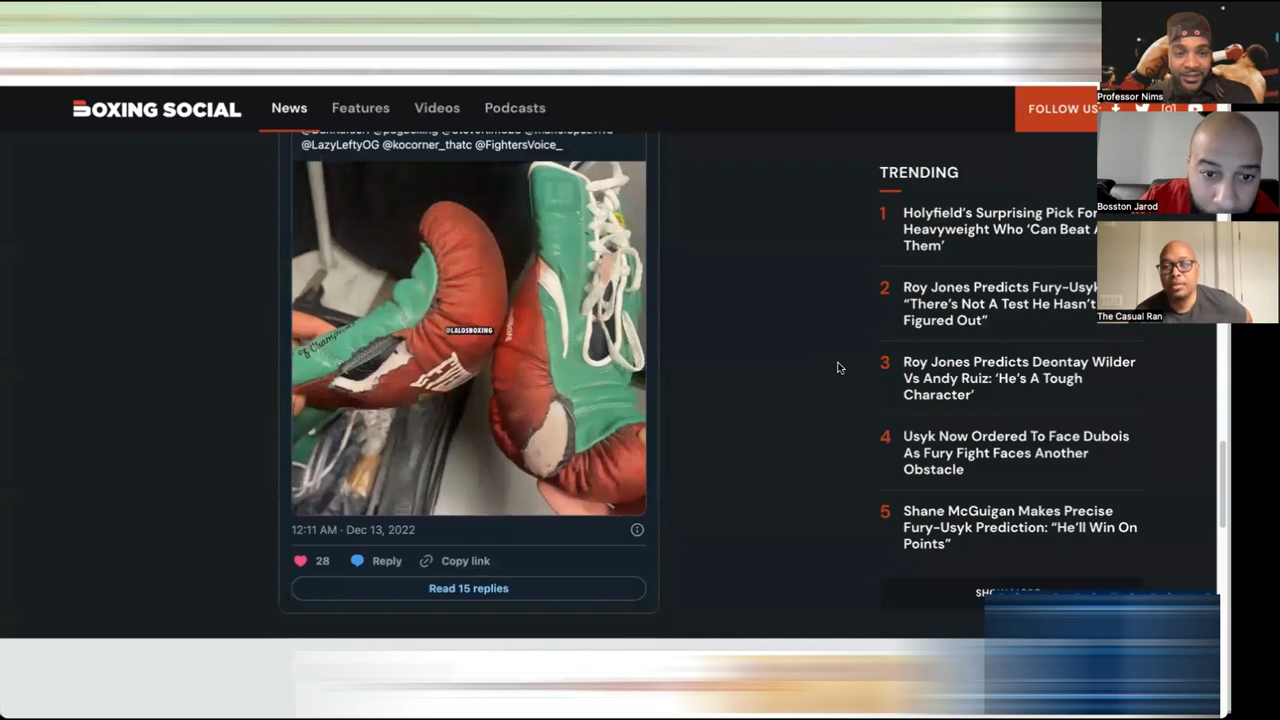 BOXING SOCIAL
News
Features
Videos
Podcasts
FOLLOW US
Professor Nims
Bosston Jarod
The Casual Ran
@LazyLeftyOG @kocorner_thatc @FightersVoice_
@LALOSBOXING
of Champ
12:11 AM · Dec 13, 2022
28
Reply
Copy link
Read 15 replies
TRENDING
1
Holyfield's Surprising Pick For
Heavyweight Who 'Can Beat
Them'
2
Roy Jones Predicts Fury-Usyk
"There's Not A Test He Hasn't
Figured Out"
3
Roy Jones Predicts Deontay Wilder
Vs Andy Ruiz: 'He's A Tough
Character'
4
Usyk Now Ordered To Face Dubois
As Fury Fight Faces Another
Obstacle
5
Shane McGuigan Makes Precise
Fury-Usyk Prediction: "He'll Win On
Points"